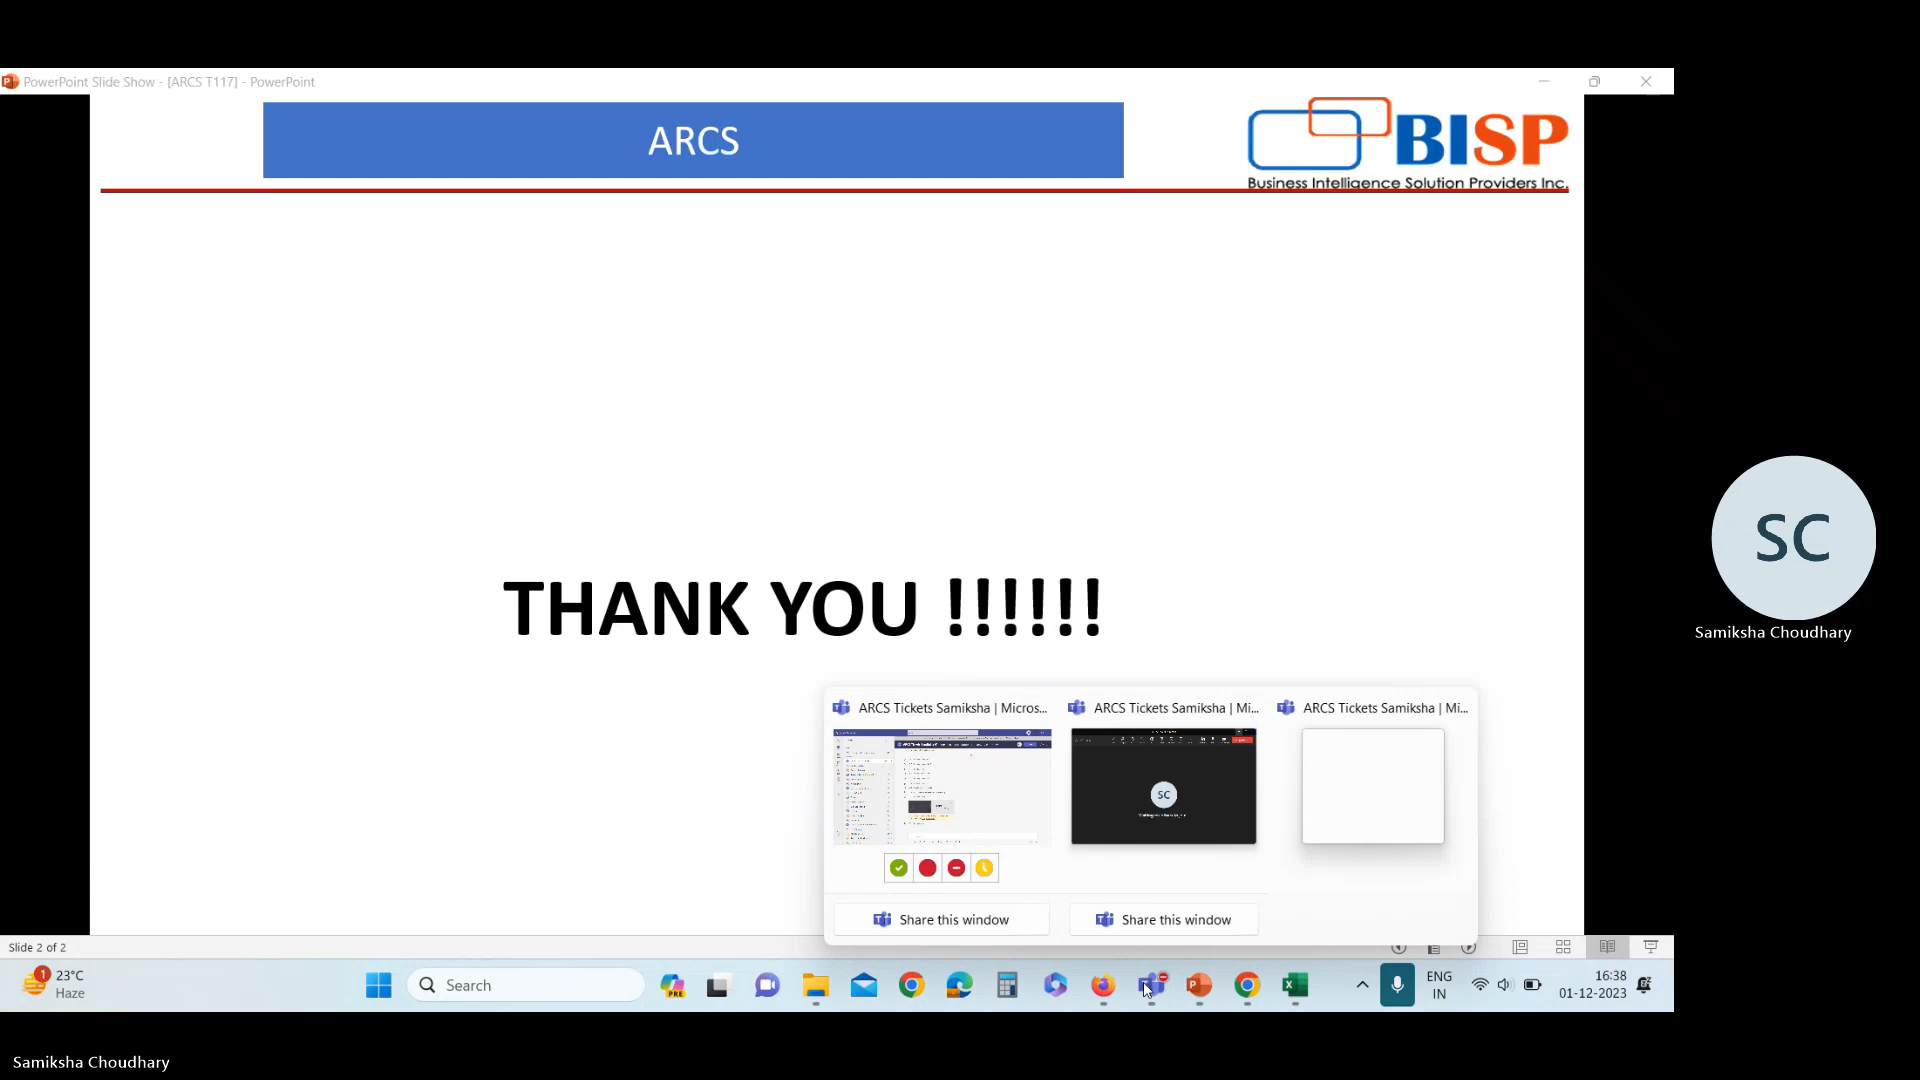 PowerPoint Slide Show - [ARCS T117] - PowerPoint
ARCS
BISP
Business Intelligence Solution Providers Inc.
THANK YOU !!!!!!
SC
Samiksha Choudhary
ARCS Tickets Samiksha | Micros...
ARCS Tickets Samiksha | Mi...
ARCS Tickets Samiksha | Mi...
SC
Share this window
Share this window
Slide 2 of 2
1
23°C
Haze
Search
PRE
ENG
IN
16:38
01-12-2023
Samiksha Choudhary